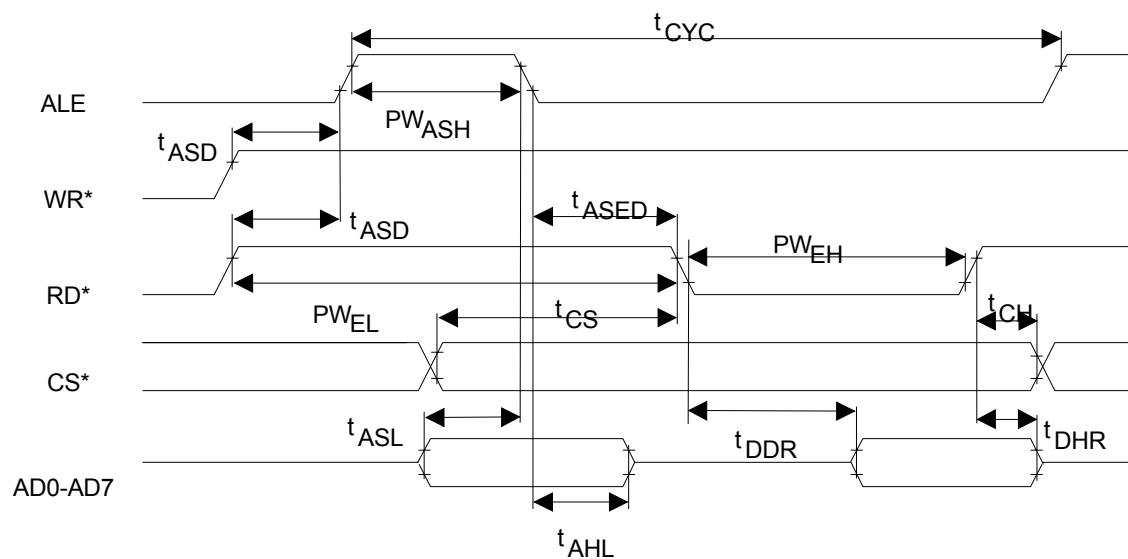 tCYC
ALE
PWASH
tASD
WR*
tASD
tASED
PWEH
RD*
PWEL
tCS
tCH
CS*
tASL
tDDR
tDHR
AD0-AD7
tAHL